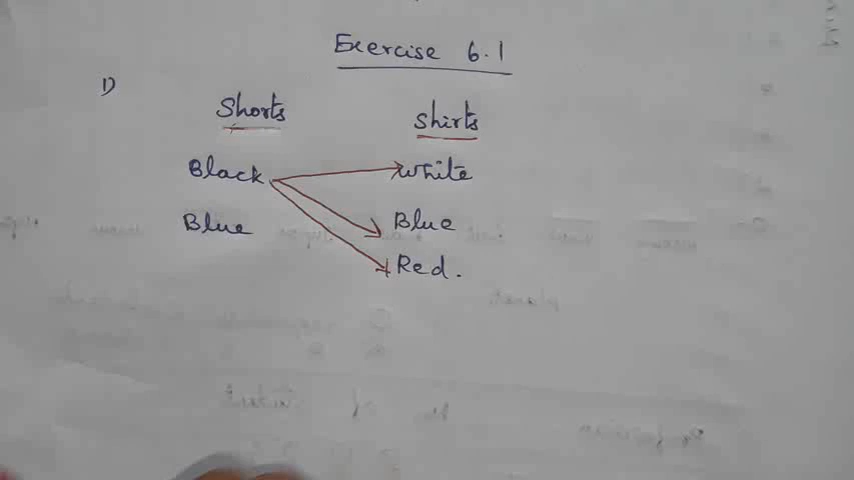 Exercise 6.1
1)
Shorts Shirts
Black White
Blue Blue
Red.